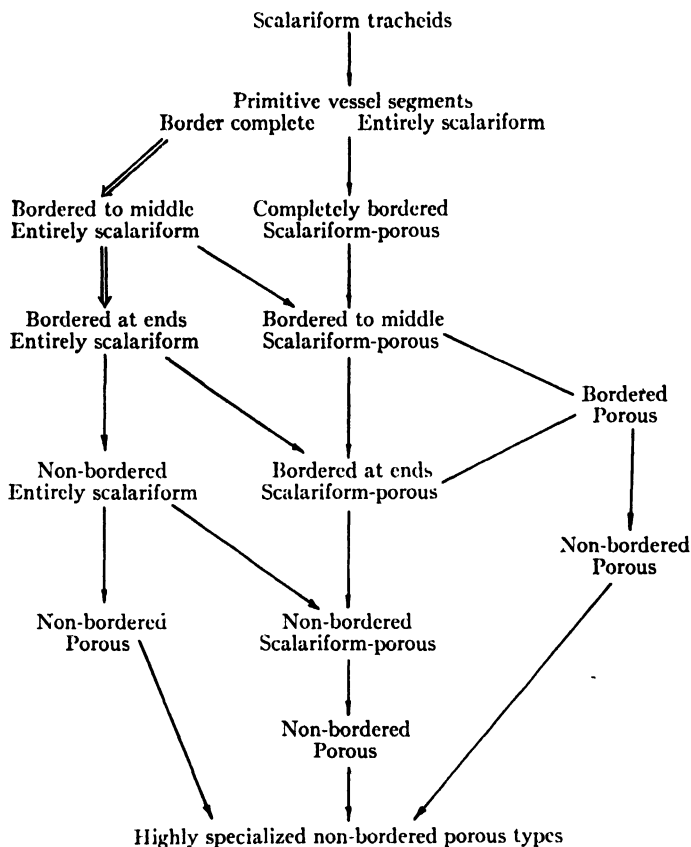 Scalariform tracheids
Primitive vessel segments
Border complete Entirely scalariform
Bordered to middle
Entirely scalariform
Completely bordered
Scalariform-porous
Bordered at ends
Entirely scalariform
Bordered to middle
Scalariform-porous
Bordered
Porous
Non-bordered
Entirely scalariform
Bordered at ends
Scalariform-porous
Non-bordered
Porous
Non-bordered
Porous
Non-bordered
Scalariform-porous
Non-bordered
Porous
Highly specialized non-bordered porous types